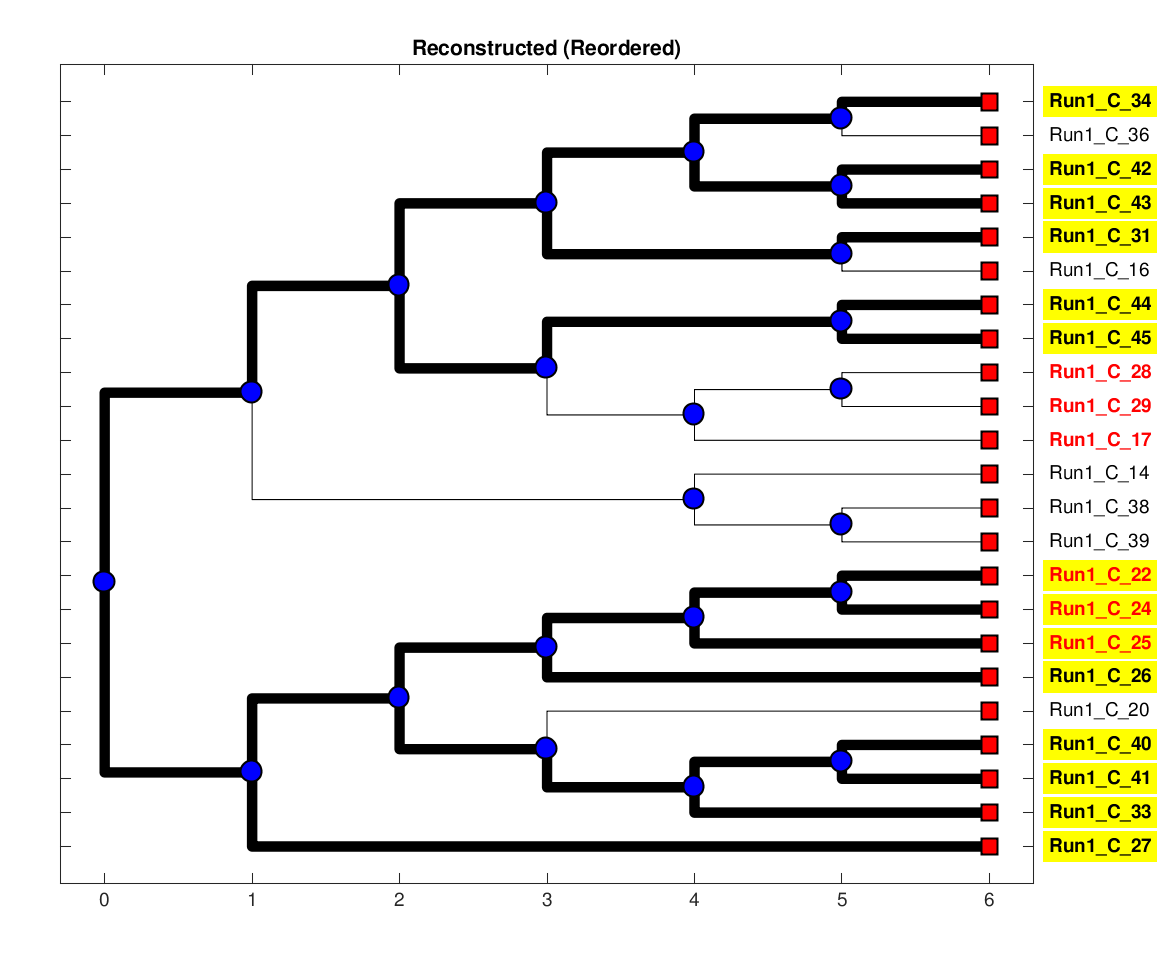 Reconstructed (Reordered)
Run1_C_34
Run1_C_36
Run1_C_42
Run1_C_43
Run1_C_31
Run1_C_16
Run1_C_44
Run1_C_45
Run1_C_28
Run1_C_29
Run1_C_17
Run1_C_14
Run1_C_38
Run1_C_39
Run1_C_22
Run1_C_24
Run1_C_25
Run1_C_26
Run1_C_20
Run1_C_40
Run1_C_41
Run1_C_33
Run1_C_27
0 1 2 3 4 5 6